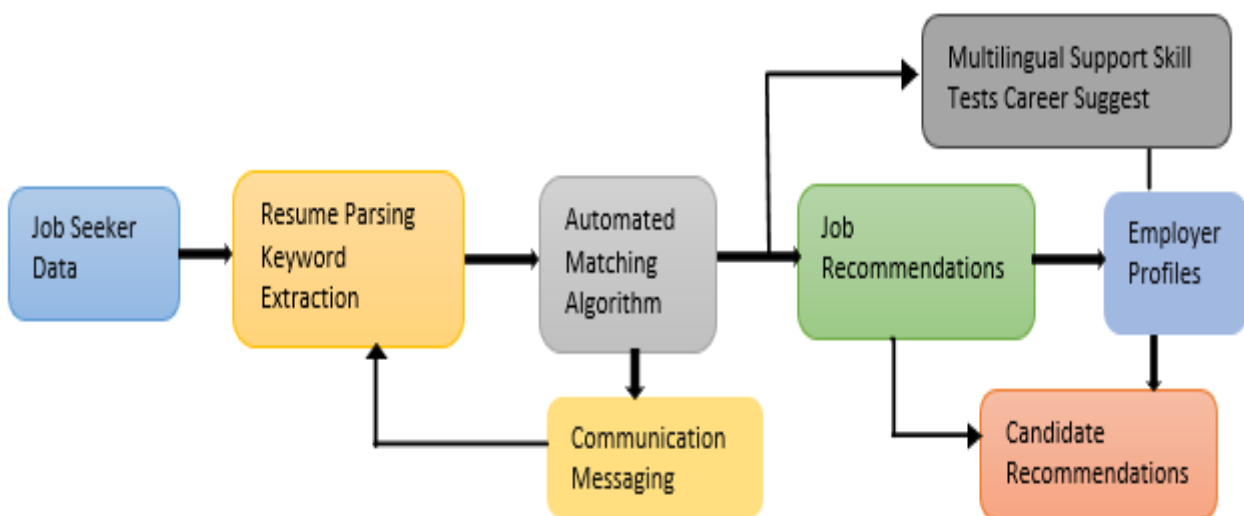 Multilingual Support Skill
Tests Career Suggest
Job Seeker
Data
Resume Parsing
Keyword
Extraction
Automated
Matching
Algorithm
Job
Recommendations
Employer
Profiles
Communication
Messaging
Candidate
Recommendations